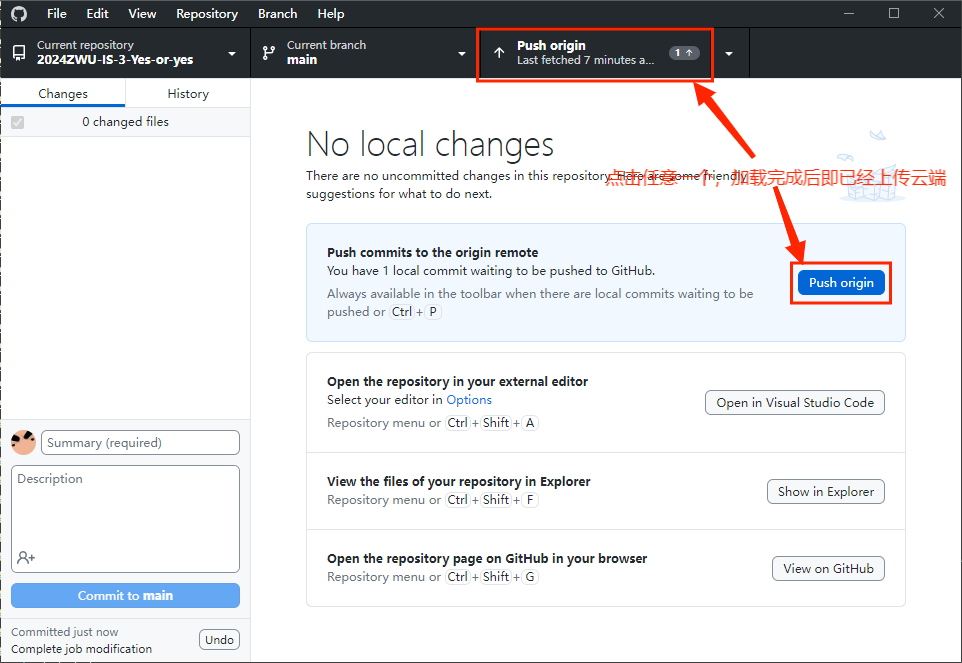 File Edit View Repository Branch Help
Current repository
2024ZWU-IS-3-Yes-or-yes
Current branch
main
Push origin
Last fetched 7 minutes a...
1
Changes History
0 changed files
No local changes
There are no uncommitted changes in this repository. Here are some friendly
suggestions for what to do next.
点击任意一个，加载完成后即已经上传云端
Push commits to the origin remote
You have 1 local commit waiting to be pushed to GitHub.
Always available in the toolbar when there are local commits waiting to be
pushed or Ctrl + P
Push origin
Open the repository in your external editor
Select your editor in Options
Repository menu or Ctrl + Shift + A
Open in Visual Studio Code
View the files of your repository in Explorer
Repository menu or Ctrl + Shift + F
Show in Explorer
Open the repository page on GitHub in your browser
Repository menu or Ctrl + Shift + G
View on GitHub
Summary (required)
Description
Commit to main
Committed just now
Complete job modification
Undo